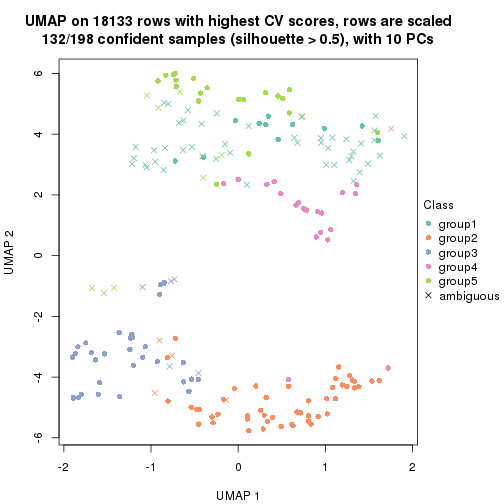 UMAP on 18133 rows with highest CV scores, rows are scaled
132/198 confident samples (silhouette > 0.5), with 10 PCs
6
4
2
0
-2
-4
-6
UMAP 2
-2
-1
0
1
2
UMAP 1
Class
group1
group2
group3
group4
group5
ambiguous